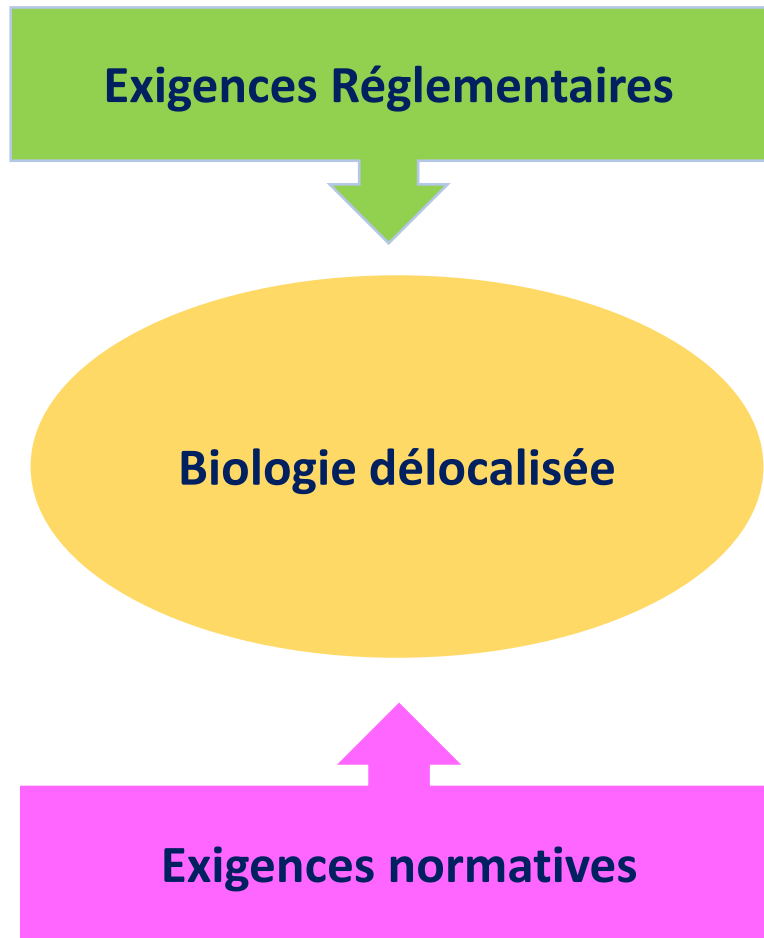 Exigences Réglementaires
Biologie délocalisée
Exigences normatives